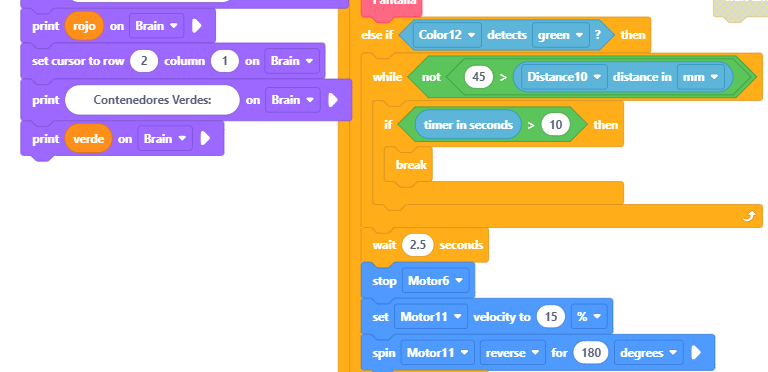 print rojo on Brain
set cursor to row 2 column 1 on Brain
print Contenedores Verdes: on Brain
print verde on Brain
Pantalla
else if Color12 detects green ? then
while not 45 > Distance10 distance in mm
if timer in seconds > 10 then
break
wait 2.5 seconds
stop Motor6
set Motor11 velocity to 15 %
spin Motor11 reverse for 180 degrees